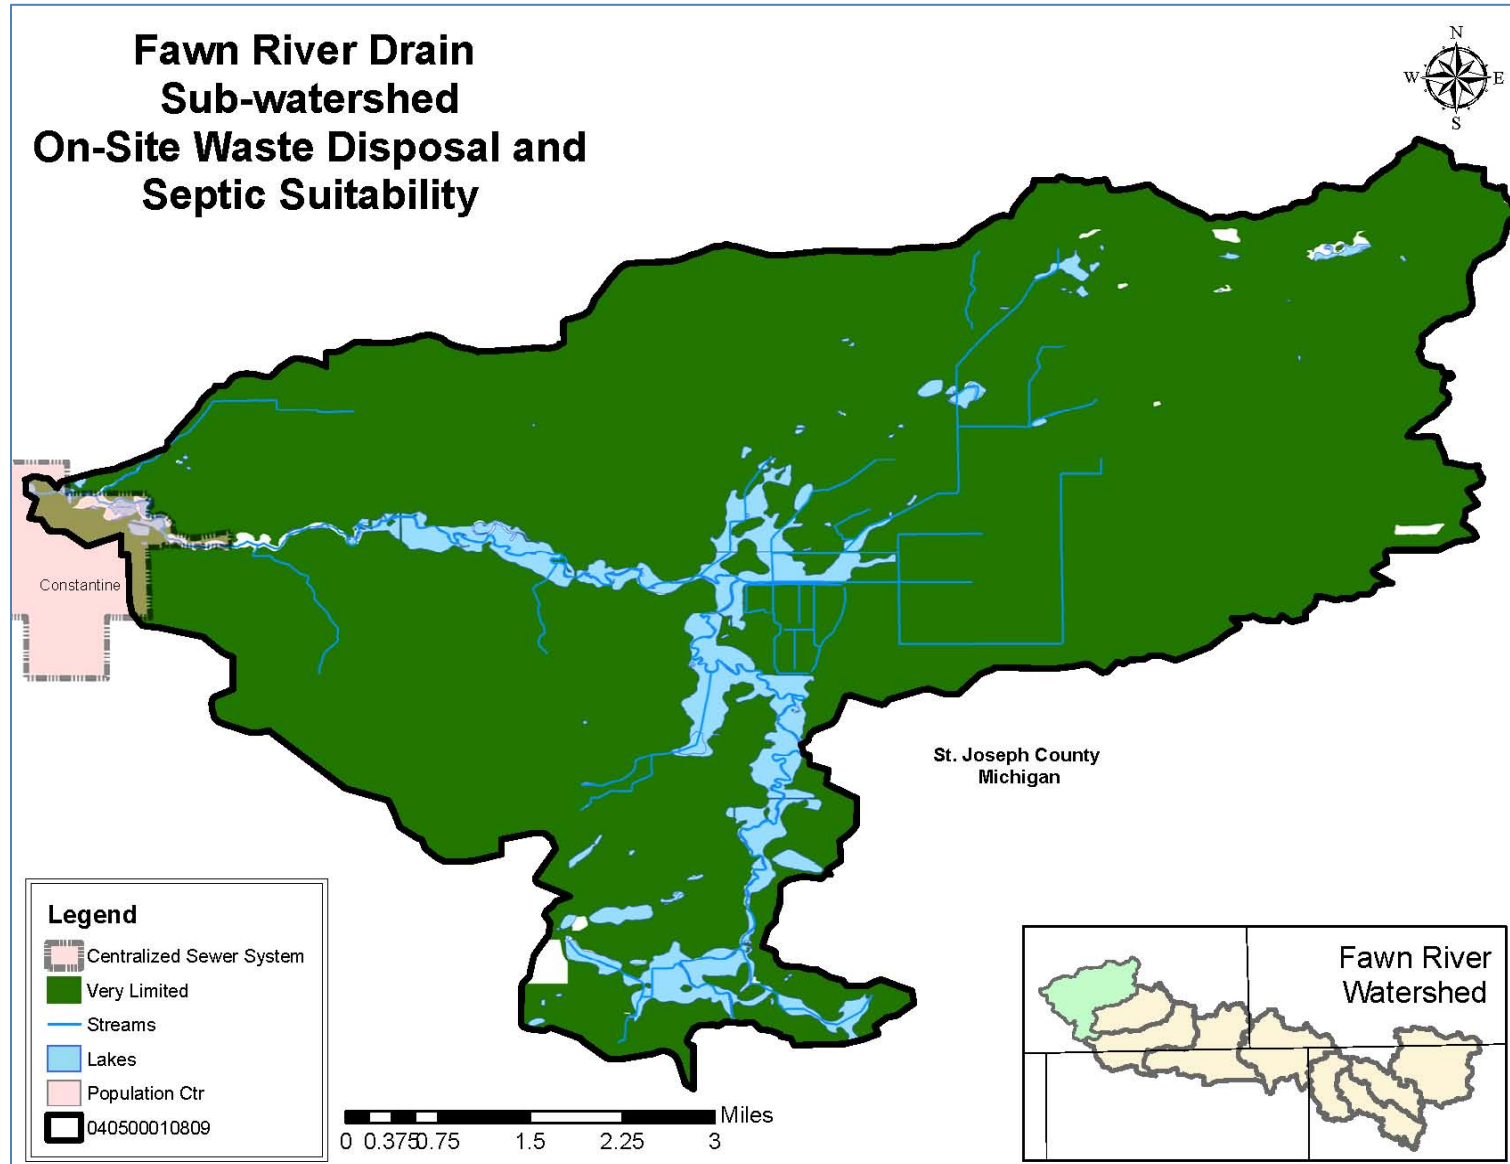 Fawn River Drain
Sub-watershed
On-Site Waste Disposal and
Septic Suitability
N
W
E
S
Constantine
St. Joseph County
Michigan
Legend
Centralized Sewer System
Very Limited
Streams
Lakes
Population Ctr
040500010809
Miles
0 0.375 0.75 1.5 2.25 3
Fawn River
Watershed